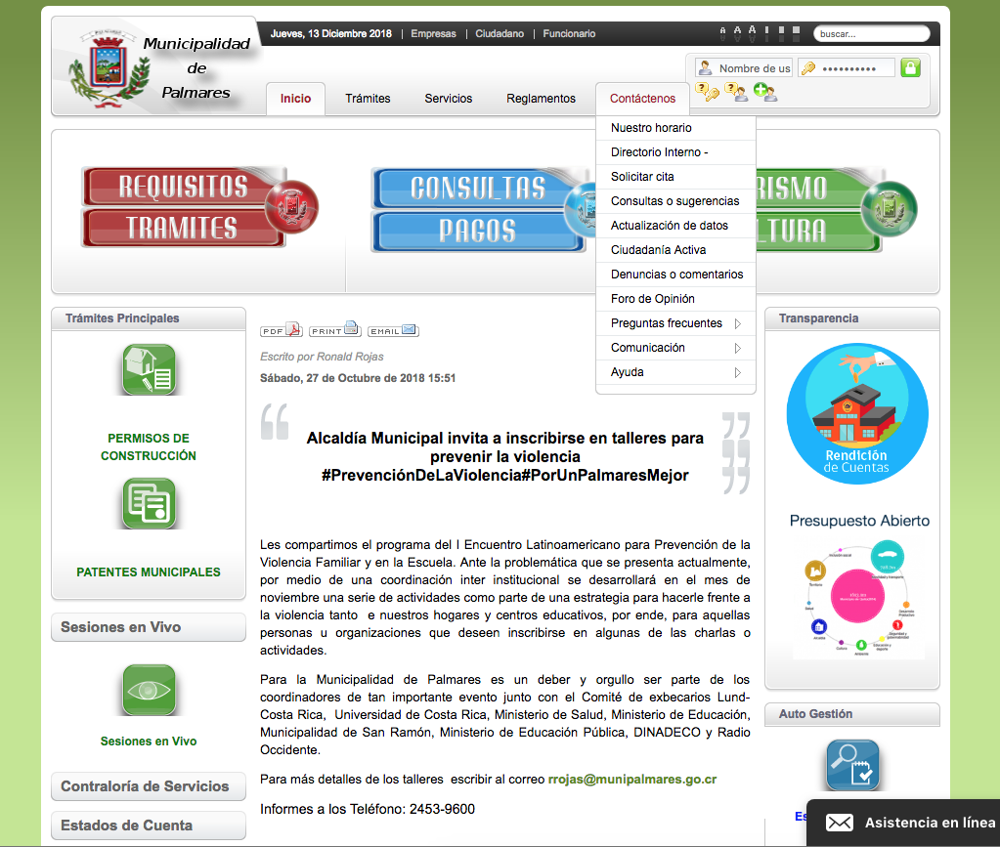 Municipalidad
de
Palmares
Jueves, 13 Diciembre 2018 | Empresas | Ciudadano | Funcionario
A A A
buscar...
Nombre de us
Inicio Trámites Servicios Reglamentos Contáctenos
Nuestro horario
Directorio Interno -
Solicitar cita
Consultas o sugerencias
Actualización de datos
Ciudadanía Activa
Denuncias o comentarios
Foro de Opinión
Preguntas frecuentes
Comunicación
Ayuda
REQUISITOS
TRAMITES
CONSULTAS
PAGOS
RISMO
LTURA
Trámites Principales
PERMISOS DE
CONSTRUCCIÓN
PATENTES MUNICIPALES
Sesiones en Vivo
Sesiones en Vivo
Contraloría de Servicios
Estados de Cuenta
PDF PRINT EMAIL
Escrito por Ronald Rojas
Sábado, 27 de Octubre de 2018 15:51
Alcaldía Municipal invita a inscribirse en talleres para
prevenir la violencia
#PrevenciónDeLaViolencia#PorUnPalmaresMejor
Les compartimos el programa del I Encuentro Latinoamericano para Prevención de la
Violencia Familiar y en la Escuela. Ante la problemática que se presenta actualmente,
por medio de una coordinación inter institucional se desarrollará en el mes de
noviembre una serie de actividades como parte de una estrategia para hacerle frente a
la violencia tanto e nuestros hogares y centros educativos, por ende, para aquellas
personas u organizaciones que deseen inscribirse en algunas de las charlas o
actividades.
Para la Municipalidad de Palmares es un deber y orgullo ser parte de los
coordinadores de tan importante evento junto con el Comité de exbecarios Lund-
Costa Rica, Universidad de Costa Rica, Ministerio de Salud, Ministerio de Educación,
Municipalidad de San Ramón, Ministerio de Educación Pública, DINADECO y Radio
Occidente.
Para más detalles de los talleres escribir al correo rrojas@munipalmares.go.cr
Informes a los Teléfono: 2453-9600
Transparencia
Rendición
de Cuentas
Presupuesto Abierto
Auto Gestión
Es
Asistencia en línea